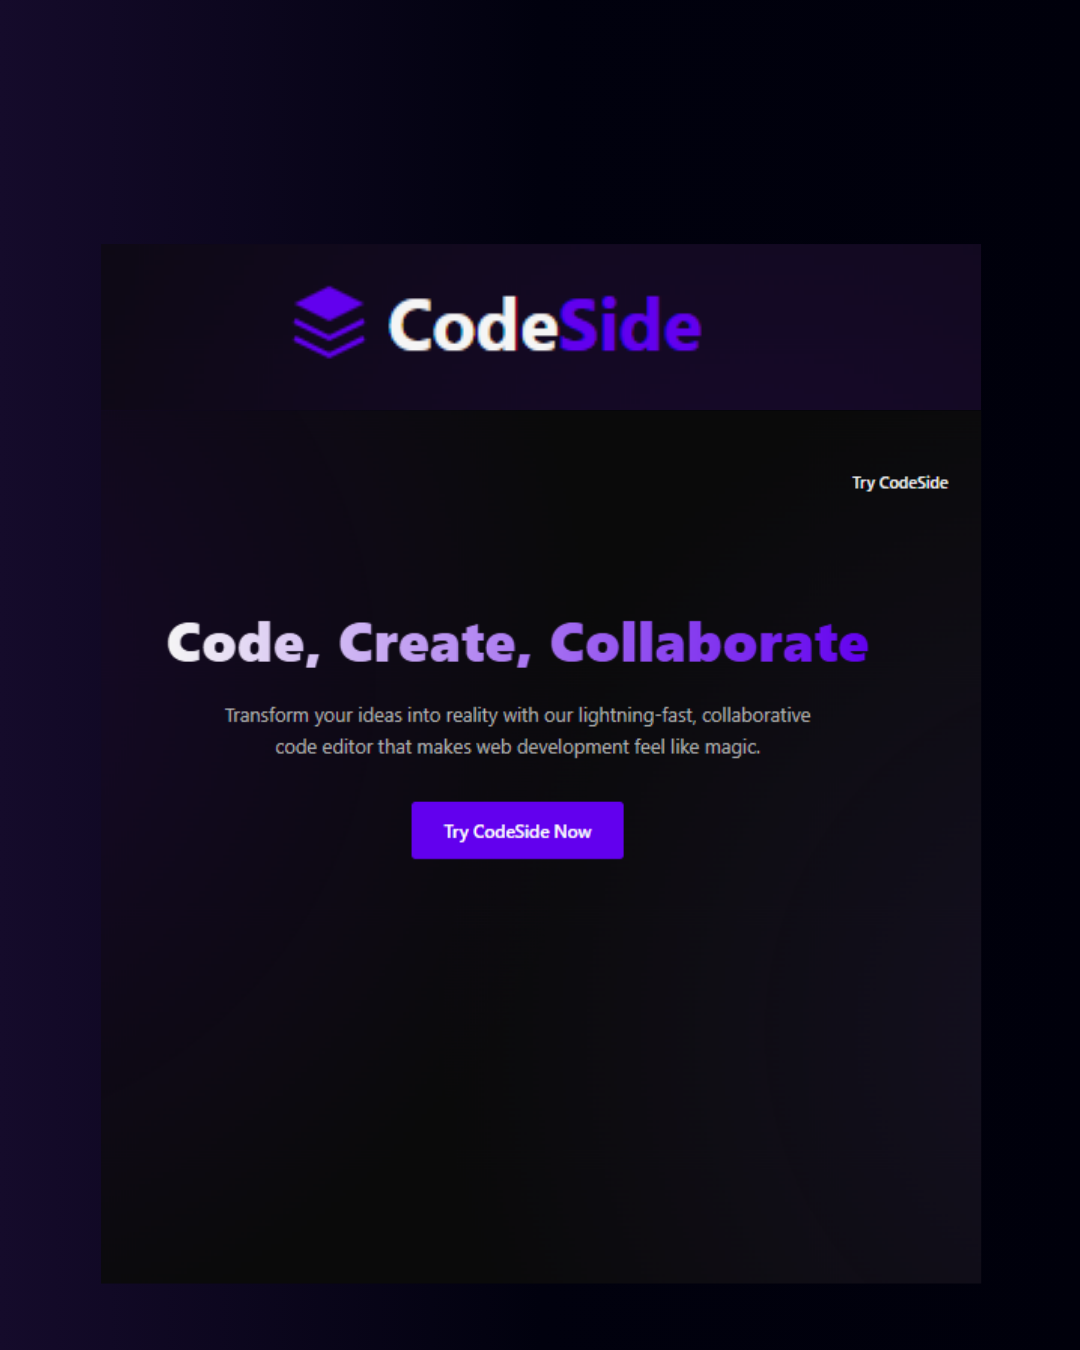 CodeSide
Try CodeSide
Code, Create, Collaborate
Transform your ideas into reality with our lightning-fast, collaborative
code editor that makes web development feel like magic.
Try CodeSide Now